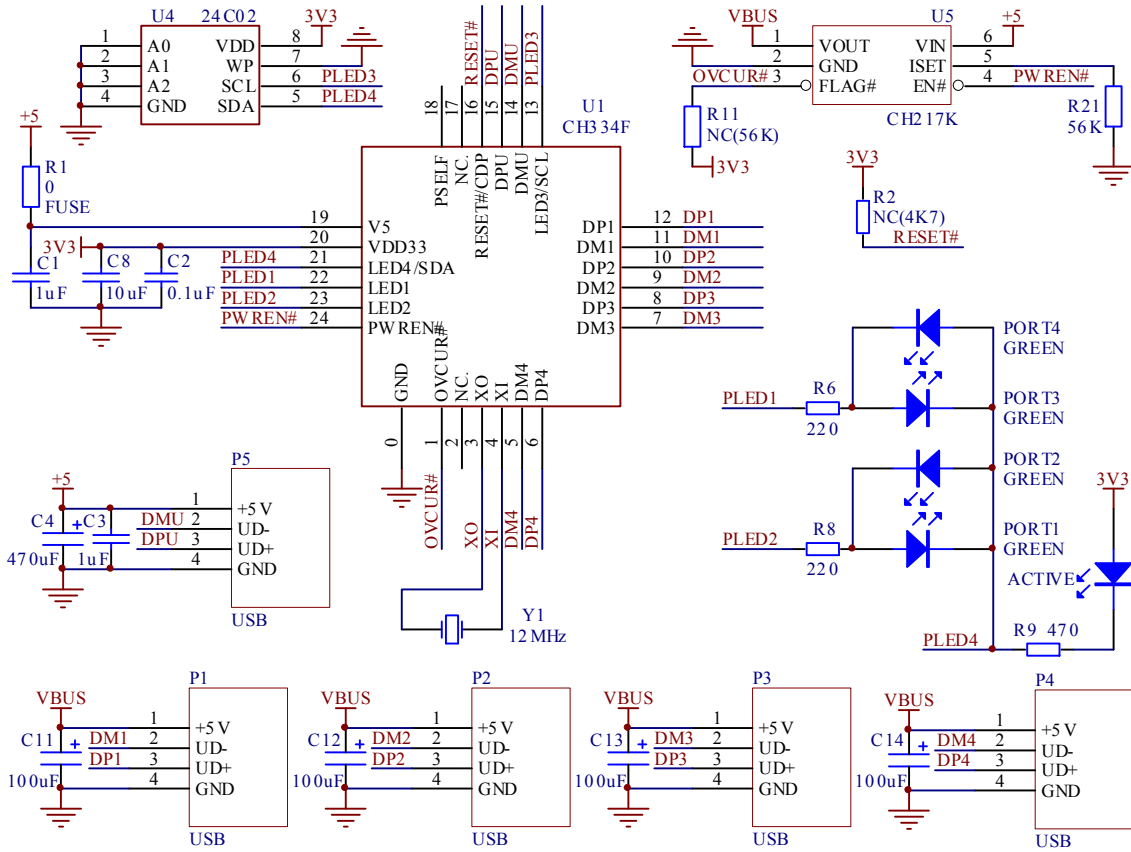 U4 24C02
1 A0 VDD 8 3V3
2 A1 WP 7
3 A2 SCL 6 PLED3
4 GND SDA 5 PLED4
RESET# DPU DMU PLED3
18 17 16 15 14 13
PSELF NC. RESET#/CDP DPU DMU LED3/SCL
U1
CH334F
VBUS U5 +5
1 VOUT VIN 6
2 GND ISET 5
OVCUR# 3 FLAG# EN# 4 PWREN#
CH217K
R11
NC(56K)
3V3
R21
56K
3V3
R2
NC(4K7)
RESET#
+5
R1
0
FUSE
19 V5
3V3 20 VDD33
PLED4 21 LED4/SDA
PLED1 22 LED1
PLED2 23 LED2
PWREN# 24 PWREN#
C1
1uF
C8
10uF
C2
0.1uF
DP1 12 DP1
DM1 11 DM1
DP2 10 DP2
DM2 9 DM2
DP3 8 DP3
DM3 7 DM3
GND OVCUR# NC. XO XI DM4 DP4
0 1 2 3 4 5 6
OVCUR# XO XI DM4 DP4
Y1
12MHz
PORT4
GREEN
PLED1 R6
220
PORT3
GREEN
PORT2
GREEN
PLED2 R8
220
PORT1
GREEN
3V3
ACTIVE
PLED4 R9 470
P5
+5
1 +5V
DMU 2 UD-
DPU 3 UD+
4 GND
C4 +
470uF
C3
1uF
USB
P1
VBUS
1 +5V
C11 + DM1 2 UD-
DP1 3 UD+
100uF 4 GND
USB
P2
VBUS
1 +5V
C12 + DM2 2 UD-
DP2 3 UD+
100uF 4 GND
USB
P3
VBUS
1 +5V
C13 + DM3 2 UD-
DP3 3 UD+
100uF 4 GND
USB
P4
VBUS
1 +5V
C14 + DM4 2 UD-
DP4 3 UD+
100uF 4 GND
USB